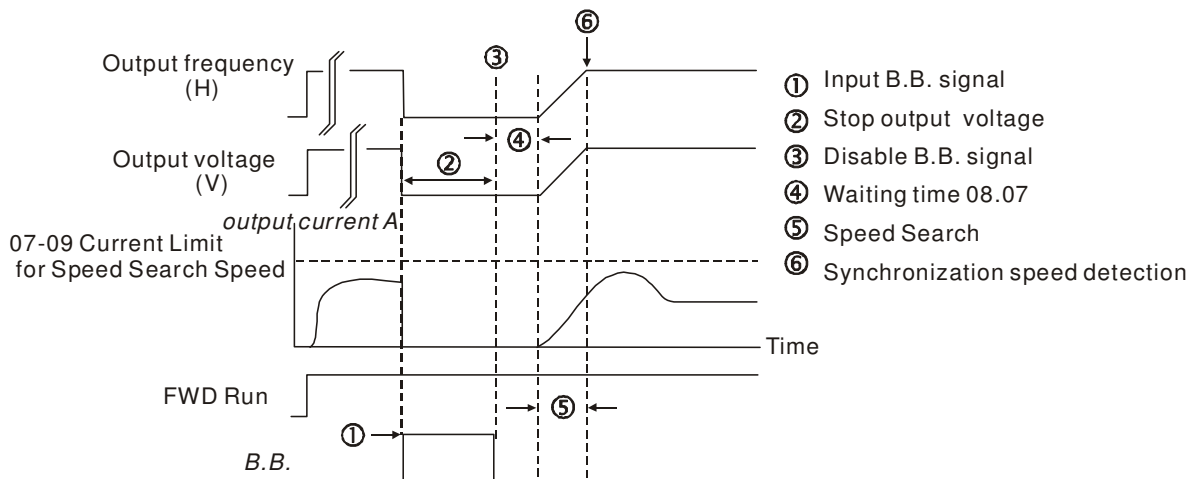 ⑥
Output frequency
(H)
③
④
Output voltage
(V)
②
output current A
07-09 Current Limit
for Speed Search Speed
Time
FWD Run
⑤
①
B.B.
① Input B.B. signal
② Stop output voltage
③ Disable B.B. signal
④ Waiting time 08.07
⑤ Speed Search
⑥ Synchronization speed detection